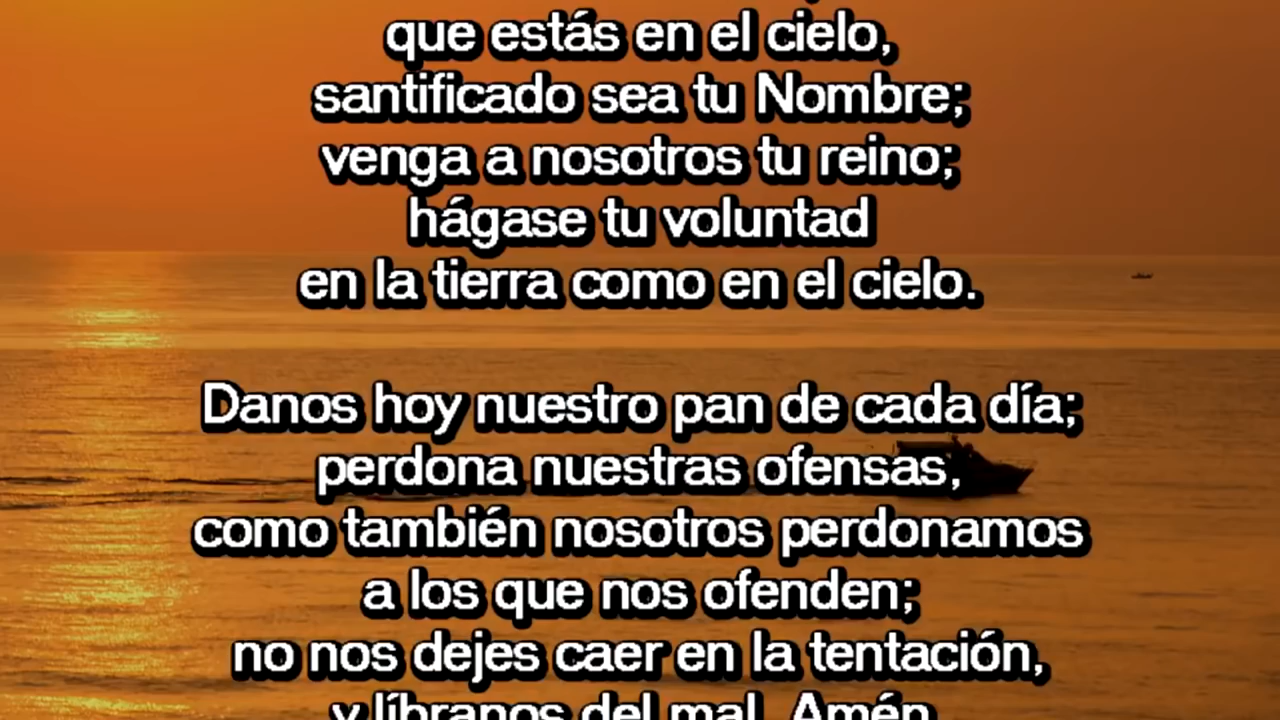 que estás en el cielo,
santificado sea tu Nombre;
venga a nosotros tu reino;
hágase tu voluntad
en la tierra como en el cielo.
Danos hoy nuestro pan de cada día;
perdona nuestras ofensas,
como también nosotros perdonamos
a los que nos ofenden;
no nos dejes caer en la tentación,
y líbranos del mal. Amén